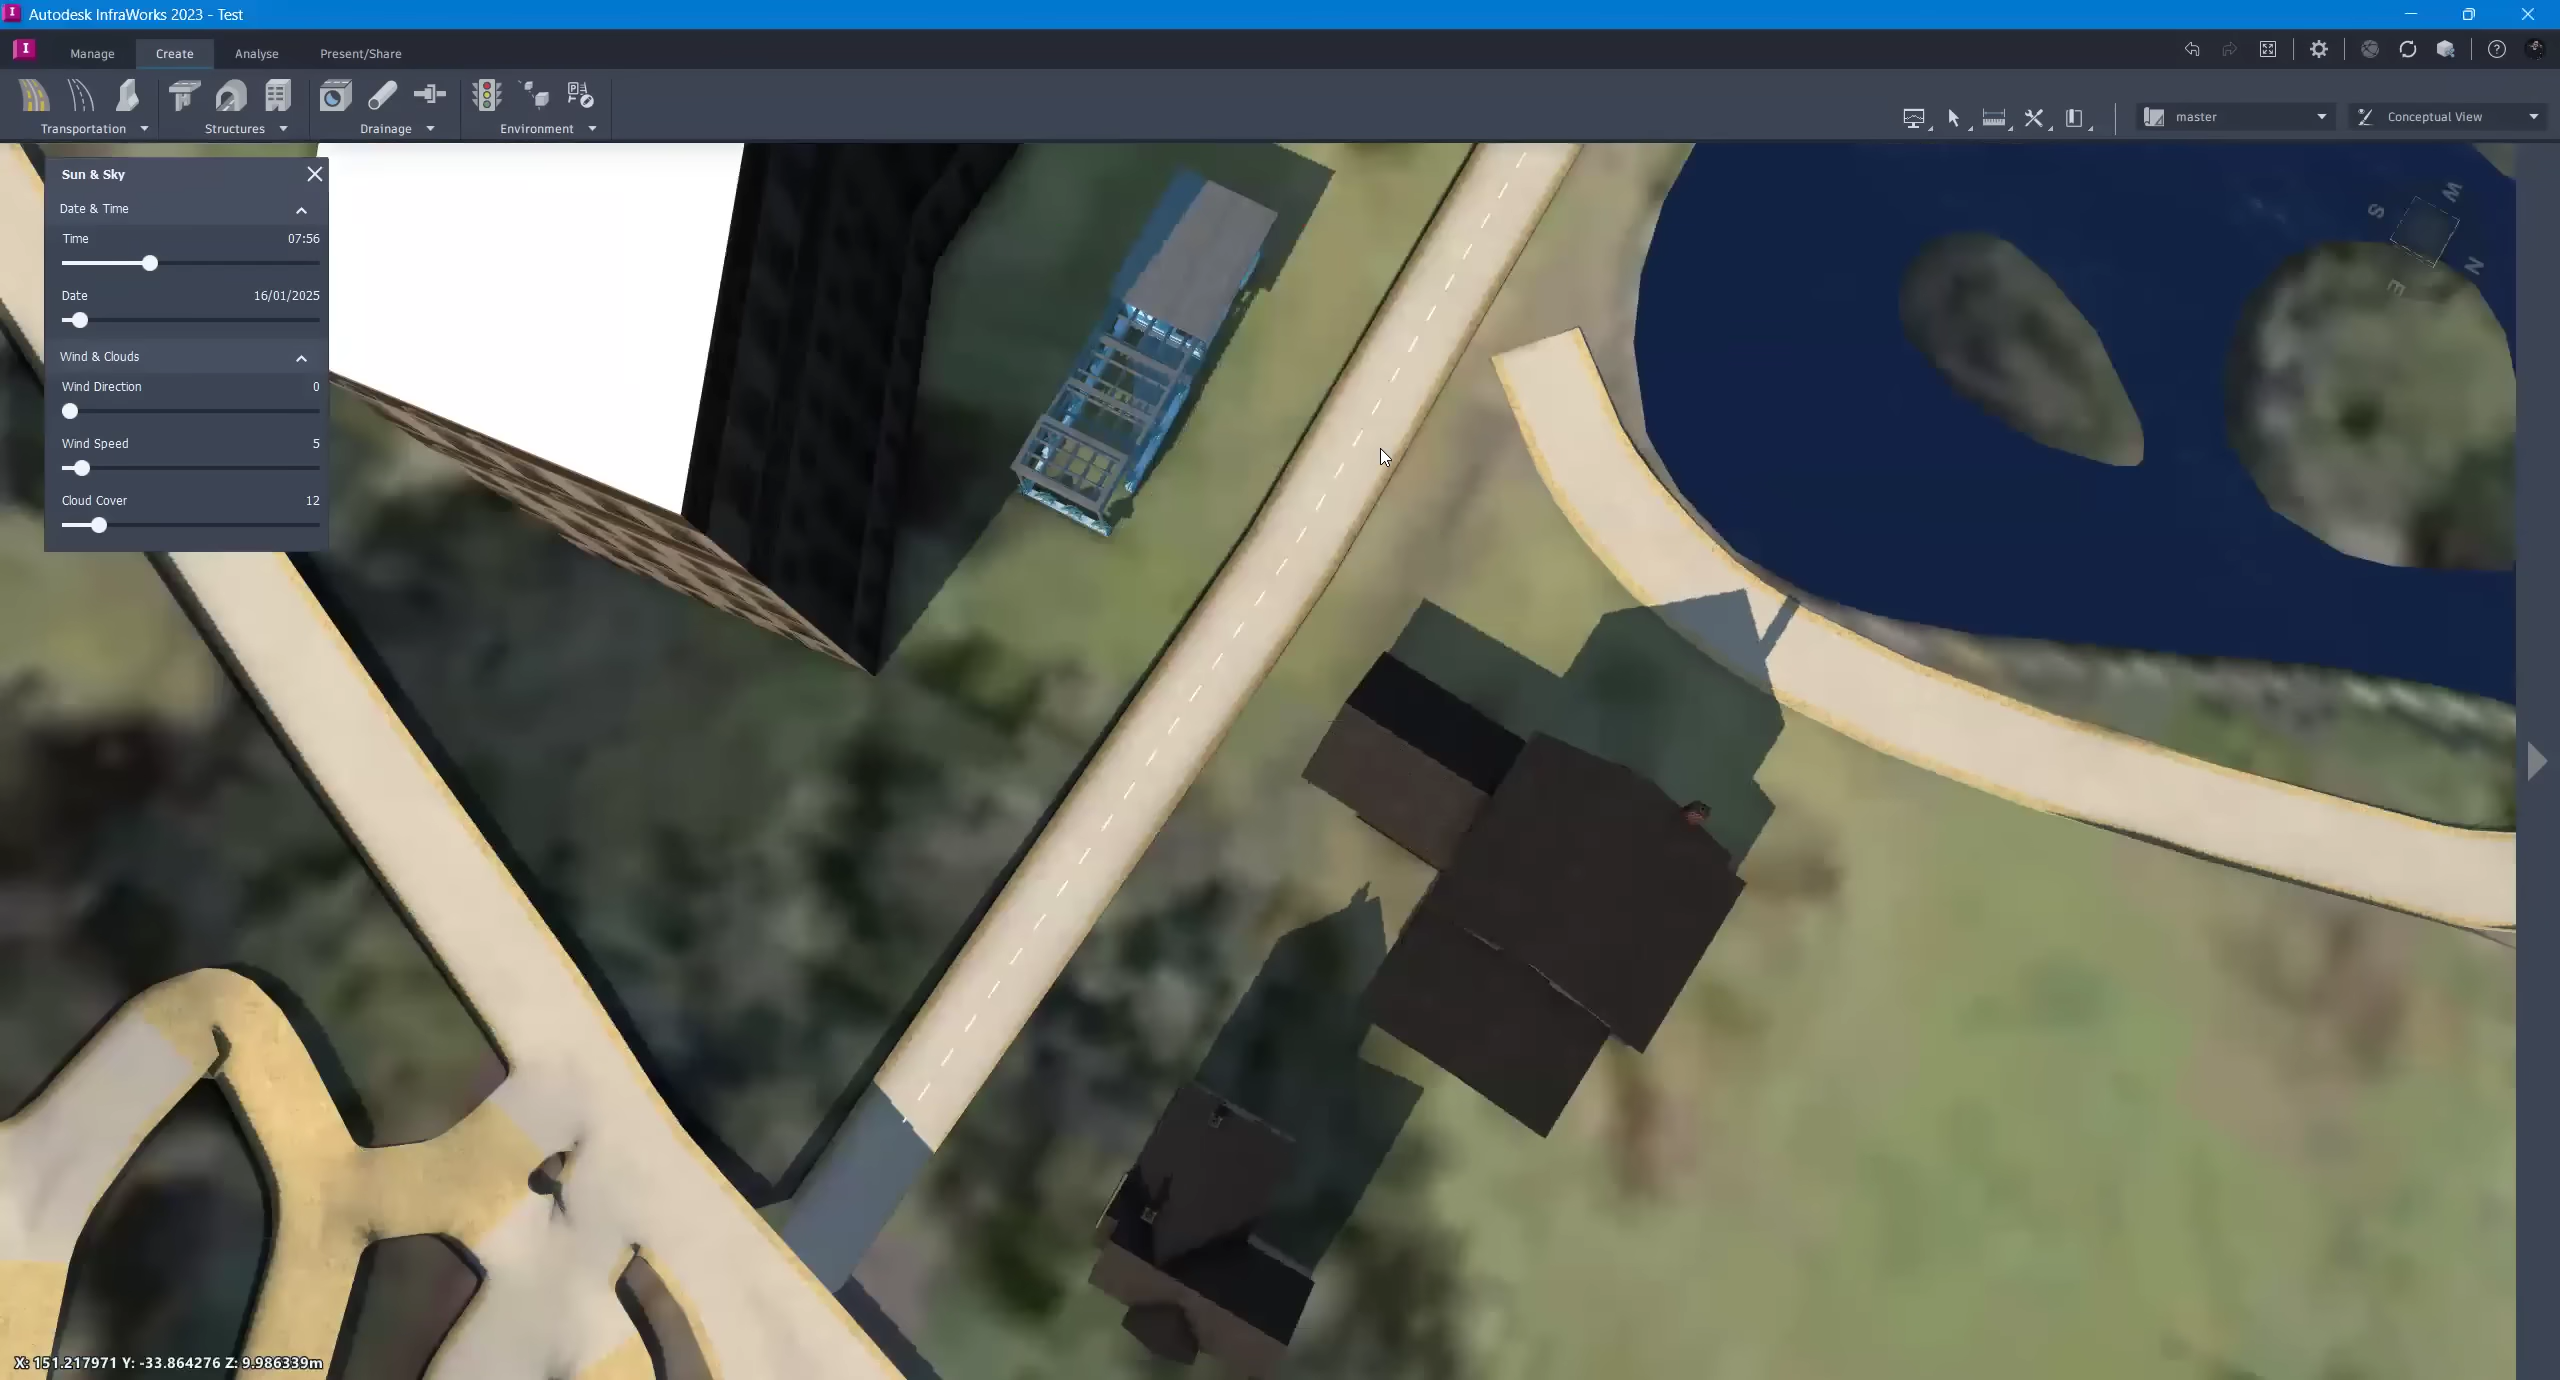 Autodesk InfraWorks 2023 - Test
Manage Create Analyse Present/Share
Transportation Structures Drainage Environment
master Conceptual View
Sun & Sky
Date & Time
Time 07:56
Date 16/01/2025
Wind & Clouds
Wind Direction 0
Wind Speed 5
Cloud Cover 12
W
S
N
E
X: 151.217971 Y: -33.864276 Z: 9.986339m